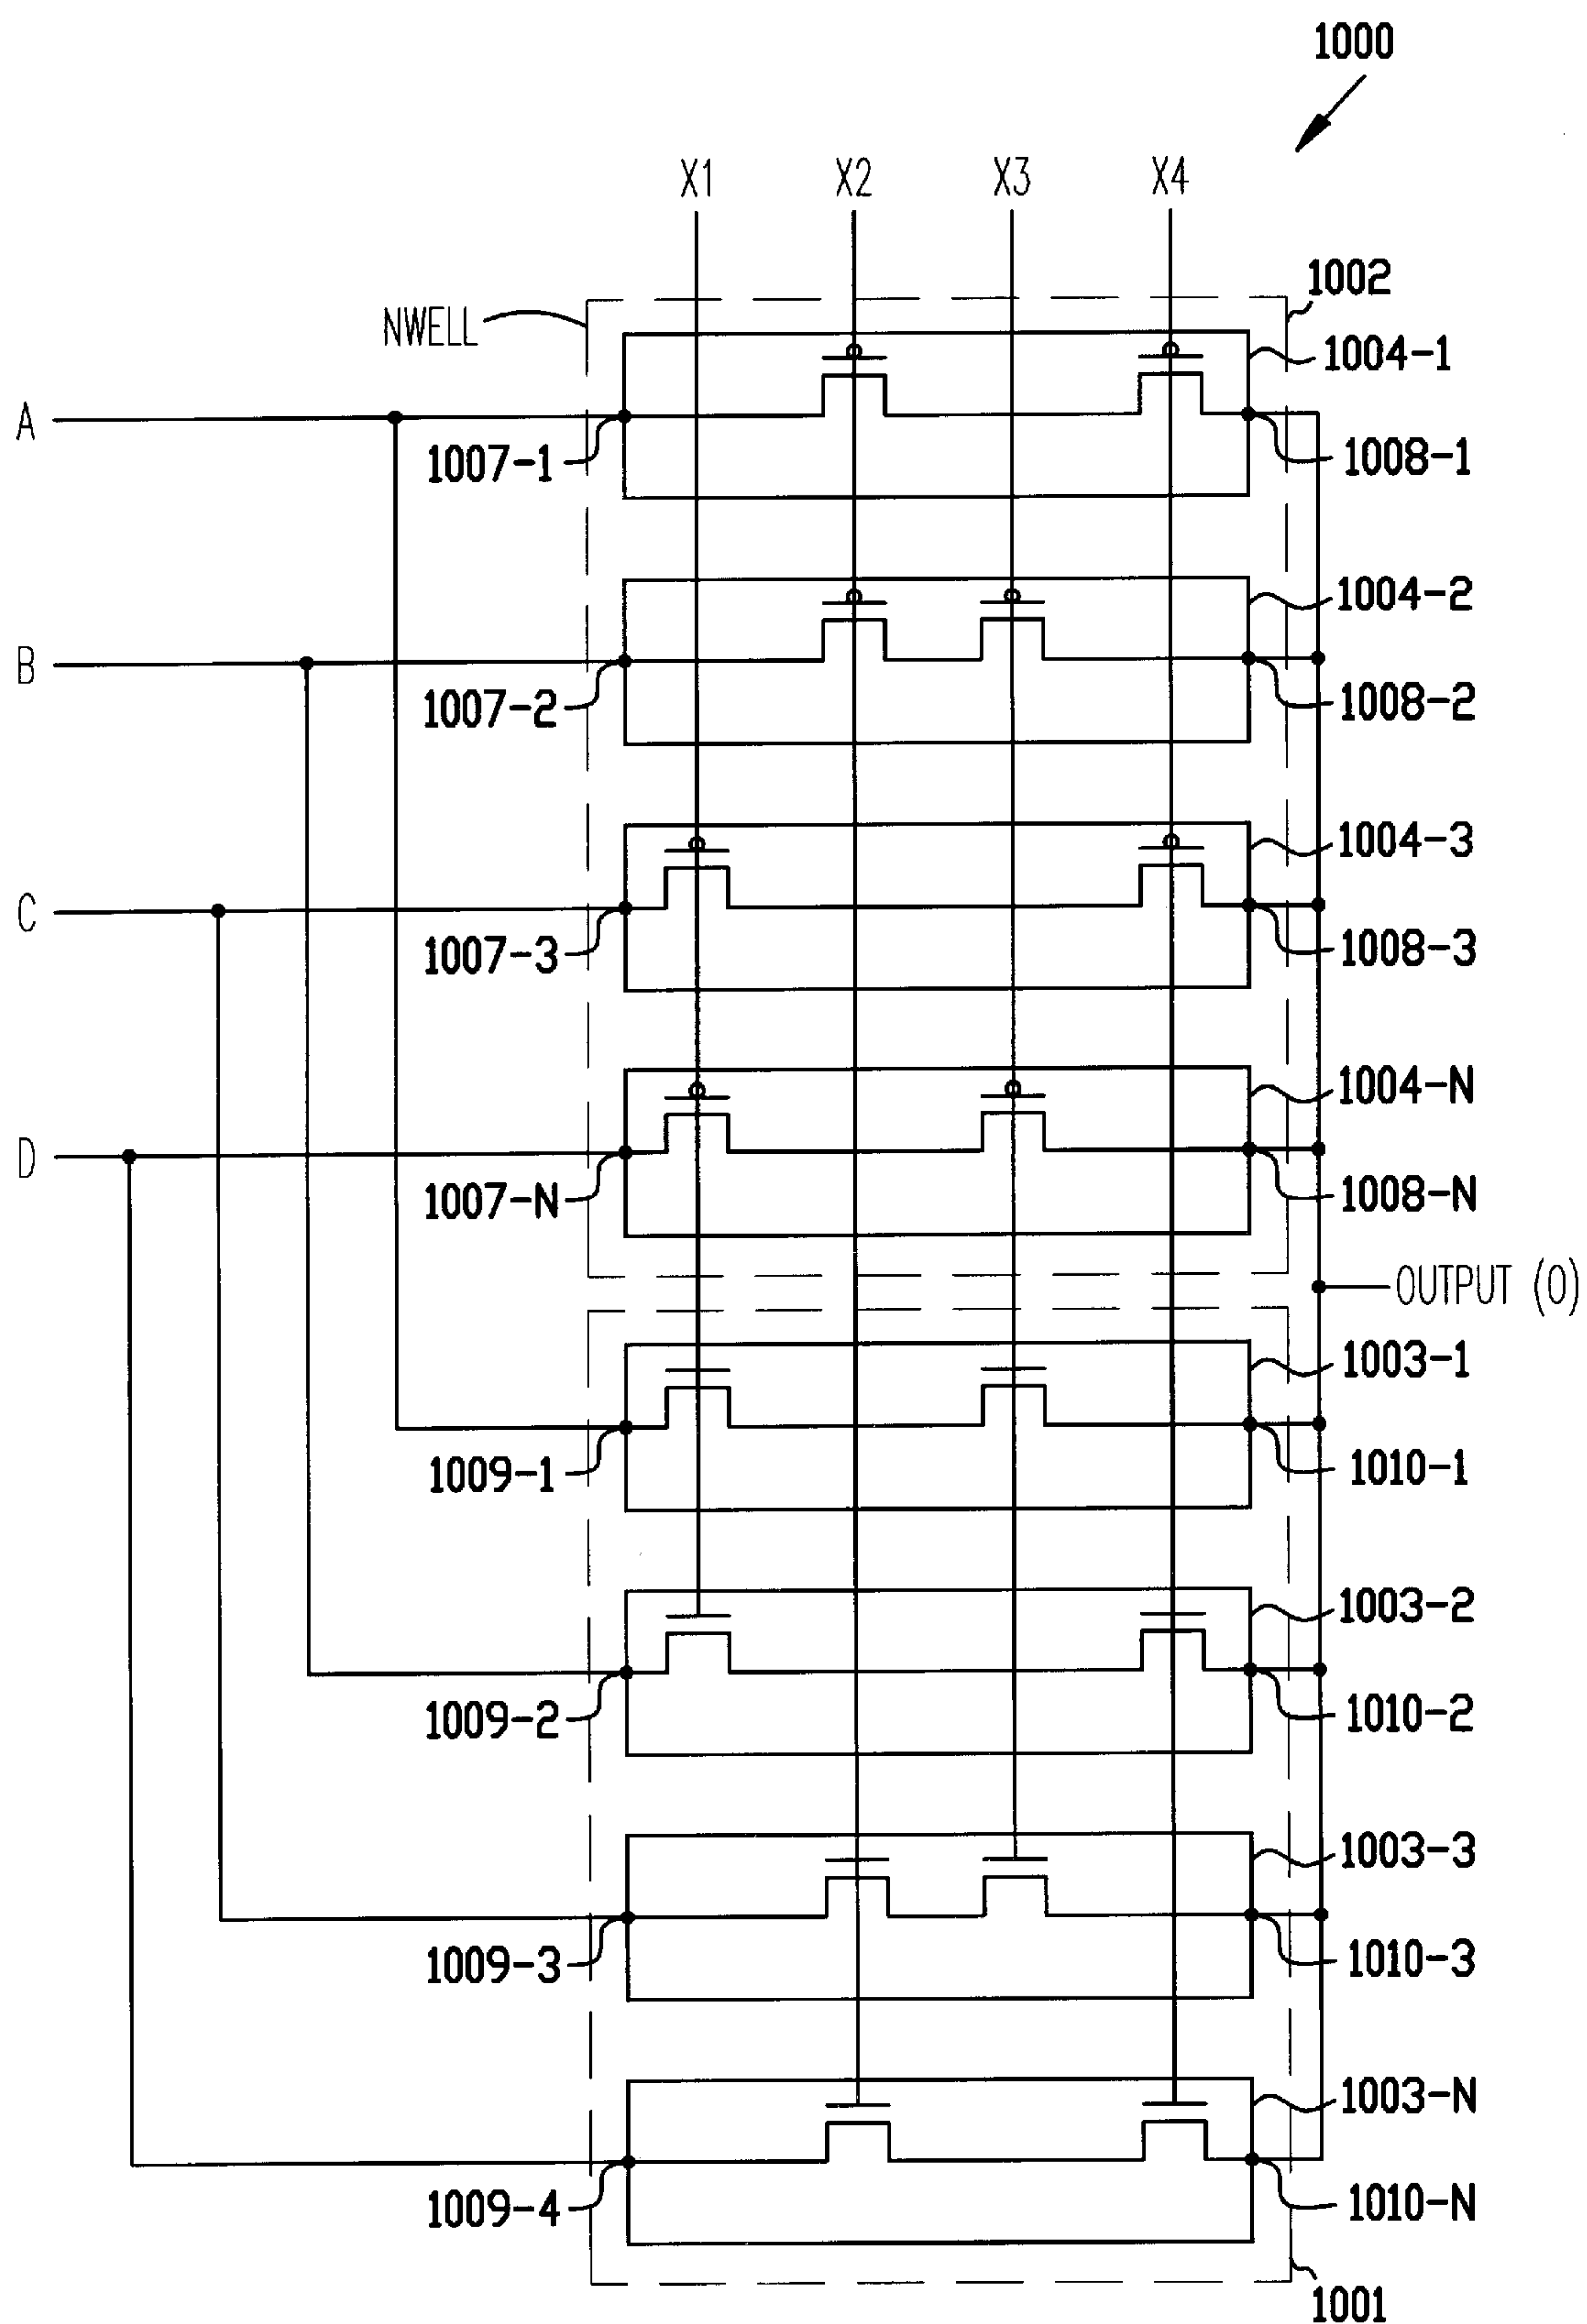 1000
X1 X2 X3 X4
1002
NWELL
1004-1
A
1007-1
1008-1
1004-2
B
1007-2
1008-2
1004-3
C
1007-3
1008-3
1004-N
D
1007-N
1008-N
OUTPUT (0)
1003-1
1009-1
1010-1
1003-2
1009-2
1010-2
1003-3
1009-3
1010-3
1003-N
1009-4
1010-N
1001